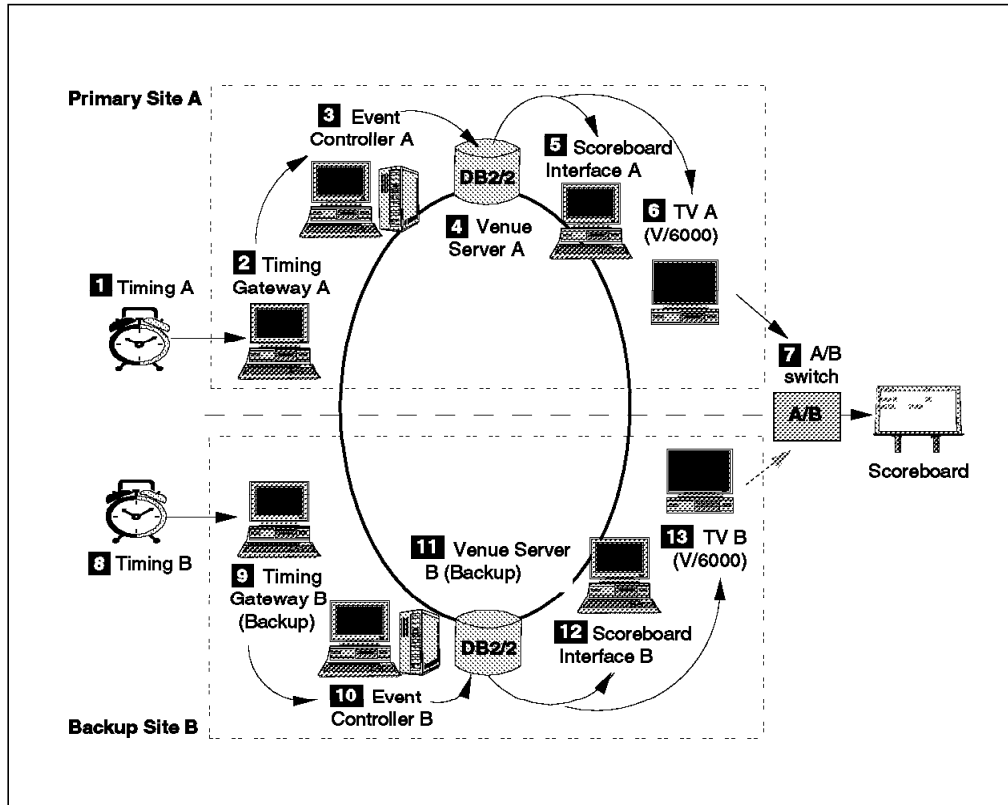 Primary Site A
3 Event
Controller A
DB2/2
5 Scoreboard
Interface A
6 TV A
(V/6000)
4 Venue
Server A
2 Timing
Gateway A
1 Timing A
7 A/B
switch
A/B
Scoreboard
8 Timing B
9 Timing
Gateway B
(Backup)
11 Venue Server
B (Backup)
13 TV B
(V/6000)
DB2/2
12 Scoreboard
Interface B
10 Event
Controller B
Backup Site B